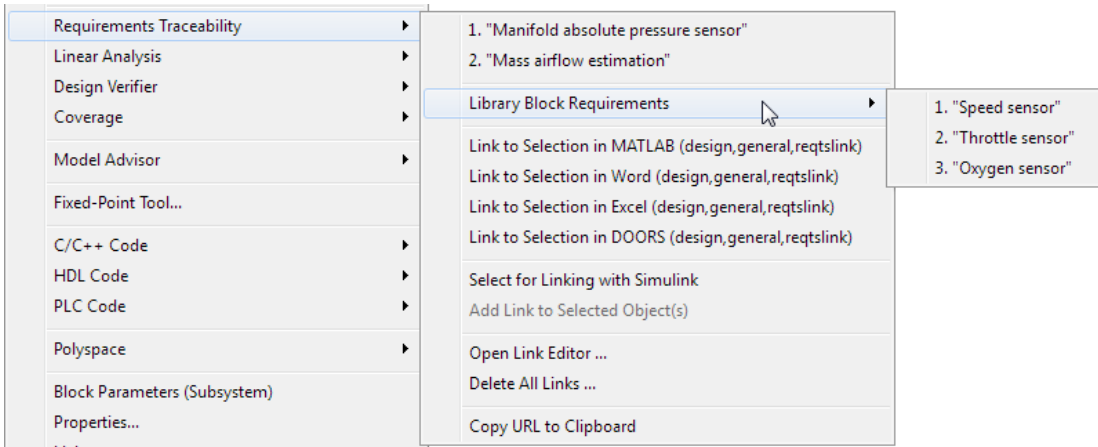 Requirements Traceability
Linear Analysis
Design Verifier
Coverage
Model Advisor
Fixed-Point Tool...
C/C++ Code
HDL Code
PLC Code
Polyspace
Block Parameters (Subsystem)
Properties...
1. "Manifold absolute pressure sensor"
2. "Mass airflow estimation"
Library Block Requirements
Link to Selection in MATLAB (design,general,reqtslink)
Link to Selection in Word (design,general,reqtslink)
Link to Selection in Excel (design,general,reqtslink)
Link to Selection in DOORS (design,general,reqtslink)
Select for Linking with Simulink
Add Link to Selected Object(s)
Open Link Editor ...
Delete All Links ...
Copy URL to Clipboard
1. "Speed sensor"
2. "Throttle sensor"
3. "Oxygen sensor"